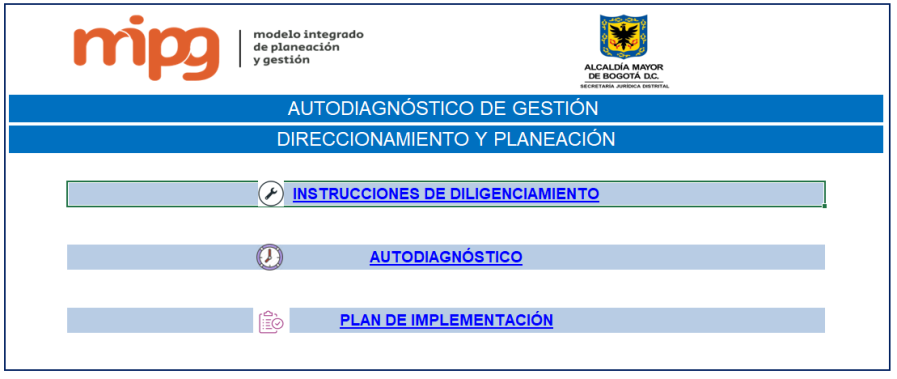 mipg
modelo integrado
de planeación
y gestión
ALCALDÍA MAYOR
DE BOGOTÁ D.C.
SECRETARÍA JURÍDICA DISTRITAL
AUTODIAGNÓSTICO DE GESTIÓN
DIRECCIONAMIENTO Y PLANEACIÓN
INSTRUCCIONES DE DILIGENCIAMIENTO
AUTODIAGNÓSTICO
PLAN DE IMPLEMENTACIÓN